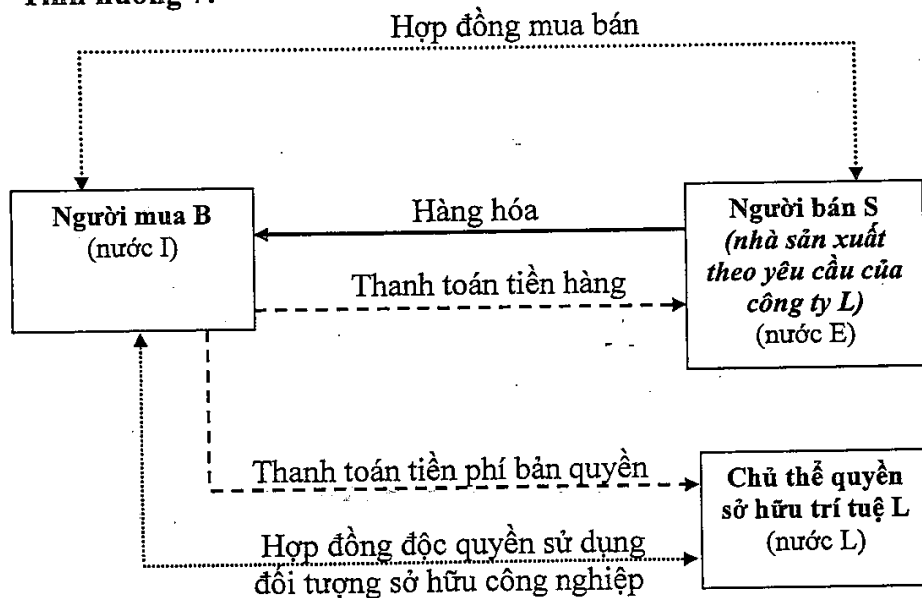 Hợp đồng mua bán
Người mua B
(nước I)
Hàng hóa
Thanh toán tiền hàng
Người bán S
(nhà sản xuất
theo yêu cầu của
công ty L)
(nước E)
Thanh toán tiền phí bản quyền
Hợp đồng độc quyền sử dụng
đối tượng sở hữu công nghiệp
Chủ thể quyền
sở hữu trí tuệ L
(nước L)